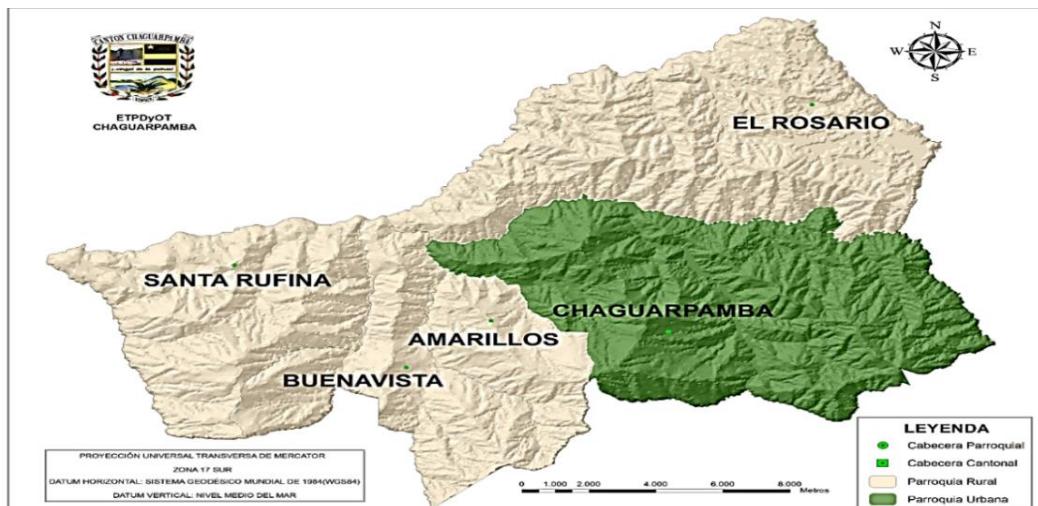 CANTON CHAGUARPAMBA
ETPDyOT
CHAGUARPAMBA
N
W
E
S
EL ROSARIO
SANTA RUFINA
CHAGUARPAMBA
AMARILLOS
BUENAVISTA
PROYECCIÓN UNIVERSAL TRANSVERSA DE MERCATOR
ZONA 17 SUR
DATUM HORIZONTAL: SISTEMA GEODÉSICO MUNDIAL DE 1984(WGS84)
DATUM VERTICAL: NIVEL MEDIO DEL MAR
0 1.000 2.000 4.000 6.000 8.000
Metros
LEYENDA
Cabecera Parroquial
Cabecera Cantonal
Parroquia Rural
Parroquia Urbana